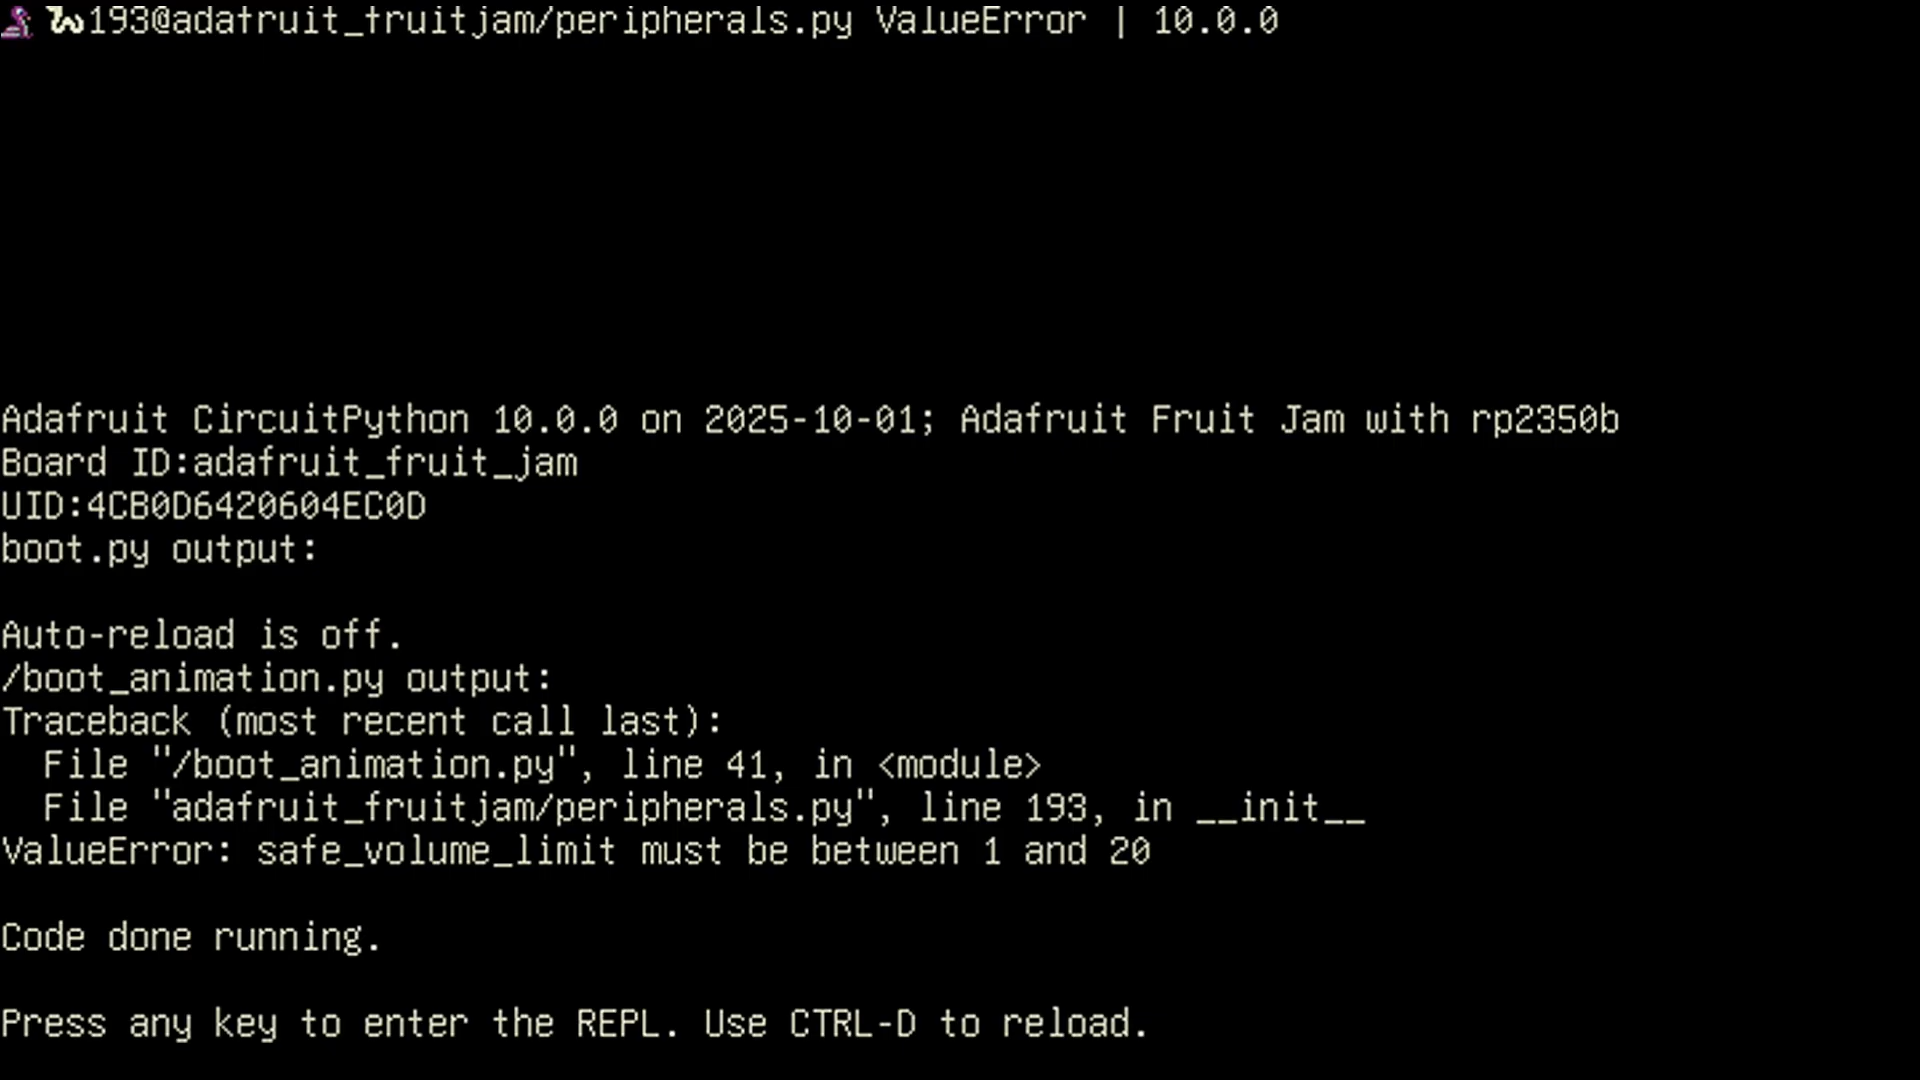 193@adafruit_fruitjam/peripherals.py ValueError | 10.0.0
Adafruit CircuitPython 10.0.0 on 2025-10-01; Adafruit Fruit Jam with rp2350b
Board ID:adafruit_fruit_jam
UID:4CB0D6420604EC0D
boot.py output:
Auto-reload is off.
/boot_animation.py output:
Traceback (most recent call last):
  File "/boot_animation.py", line 41, in <module>
  File "adafruit_fruitjam/peripherals.py", line 193, in __init__
ValueError: safe_volume_limit must be between 1 and 20
Code done running.
Press any key to enter the REPL. Use CTRL-D to reload.